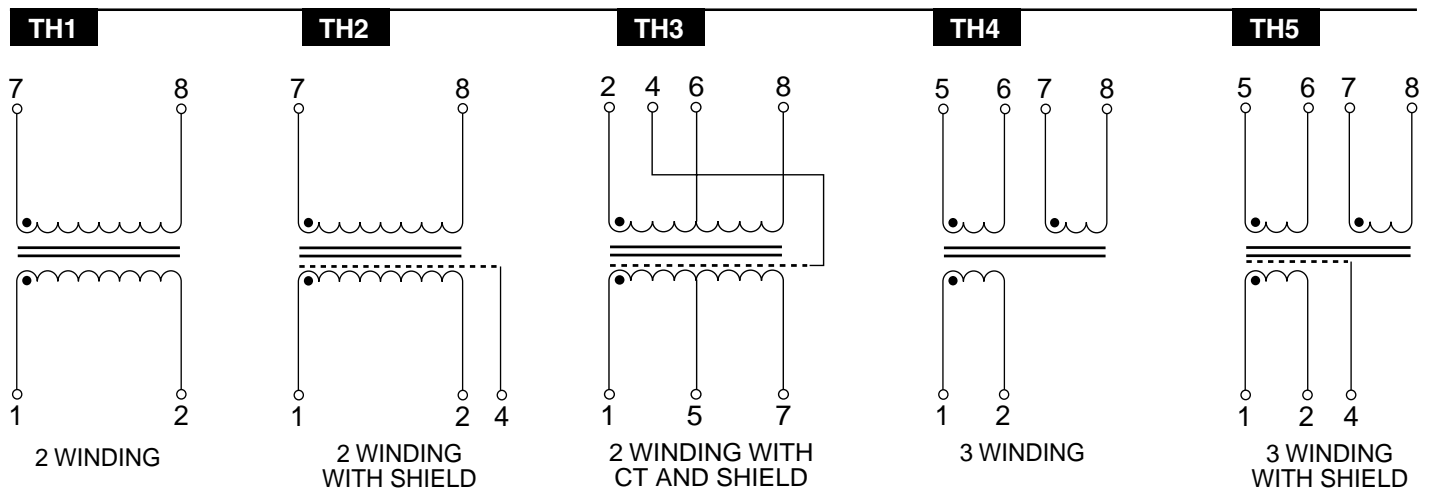 TH1
TH2
TH3
TH4
TH5
7 8
7 8
2 4 6 8
5 6 7 8
5 6 7 8
1 2
1 2 4
1 5 7
1 2
1 2 4
2 WINDING
2 WINDING
WITH SHIELD
2 WINDING WITH
CT AND SHIELD
3 WINDING
3 WINDING
WITH SHIELD